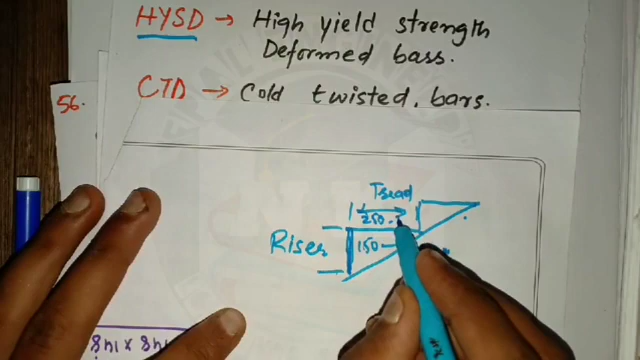 HYSD → High yield strength
Deformed bass.
56. CTD → Cold twisted. bars.
Tread
250
Riser
150